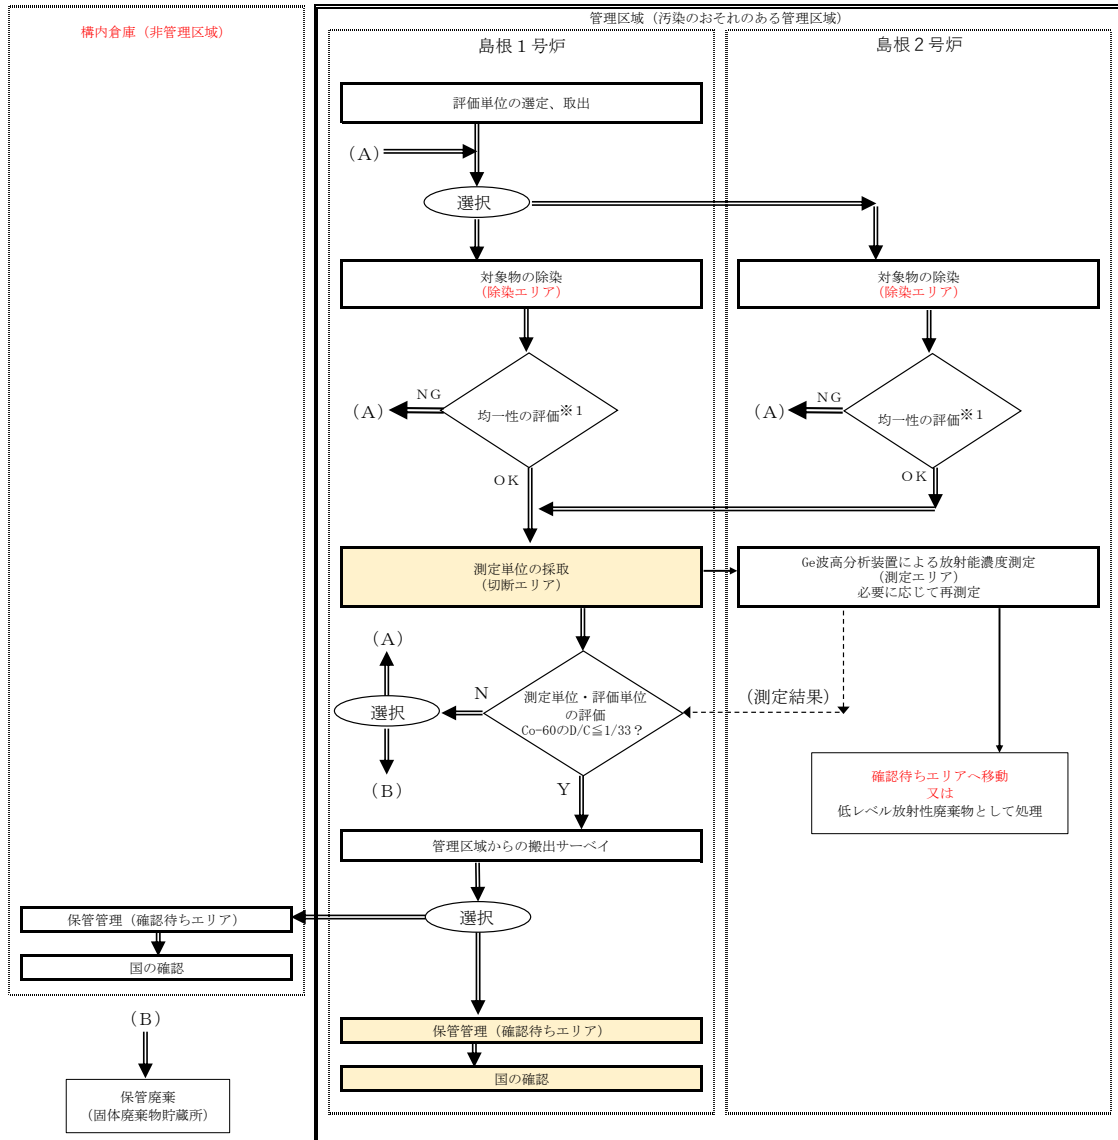 管理区域（汚染のおそれのある管理区域）
構内倉庫（非管理区域）
島根１号炉
島根２号炉
評価単位の選定、取出
（A）
選択
対象物の除染
（除染エリア）
対象物の除染
（除染エリア）
NG
（A）
均一性の評価※１
OK
NG
（A）
均一性の評価※１
OK
測定単位の採取
（切断エリア）
Ge波高分析装置による放射能濃度測定
（測定エリア）
必要に応じて再測定
（A）
選択
（B）
N
測定単位・評価単位
の評価
Co-60のD/C≦1/33？
Y
（測定結果）
確認待ちエリアへ移動
又は
低レベル放射性廃棄物として処理
管理区域からの搬出サーベイ
選択
保管管理（確認待ちエリア）
国の確認
保管管理（確認待ちエリア）
国の確認
（B）
保管廃棄
（固体廃棄物貯蔵所）